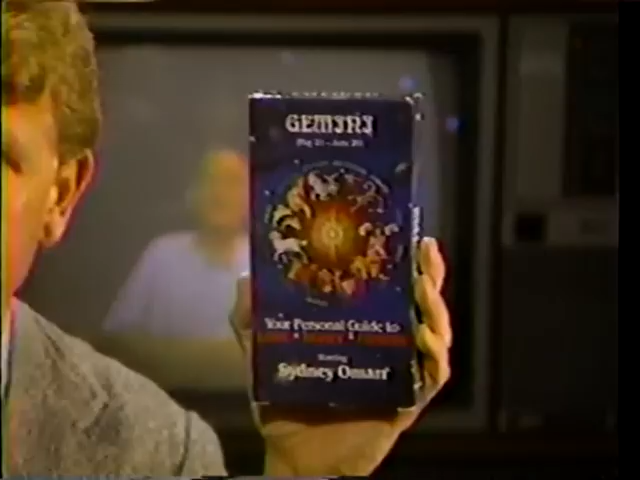 GEMINI
May 21 - June 20
Your Personal Guide to
Starring
Sydney Omarr